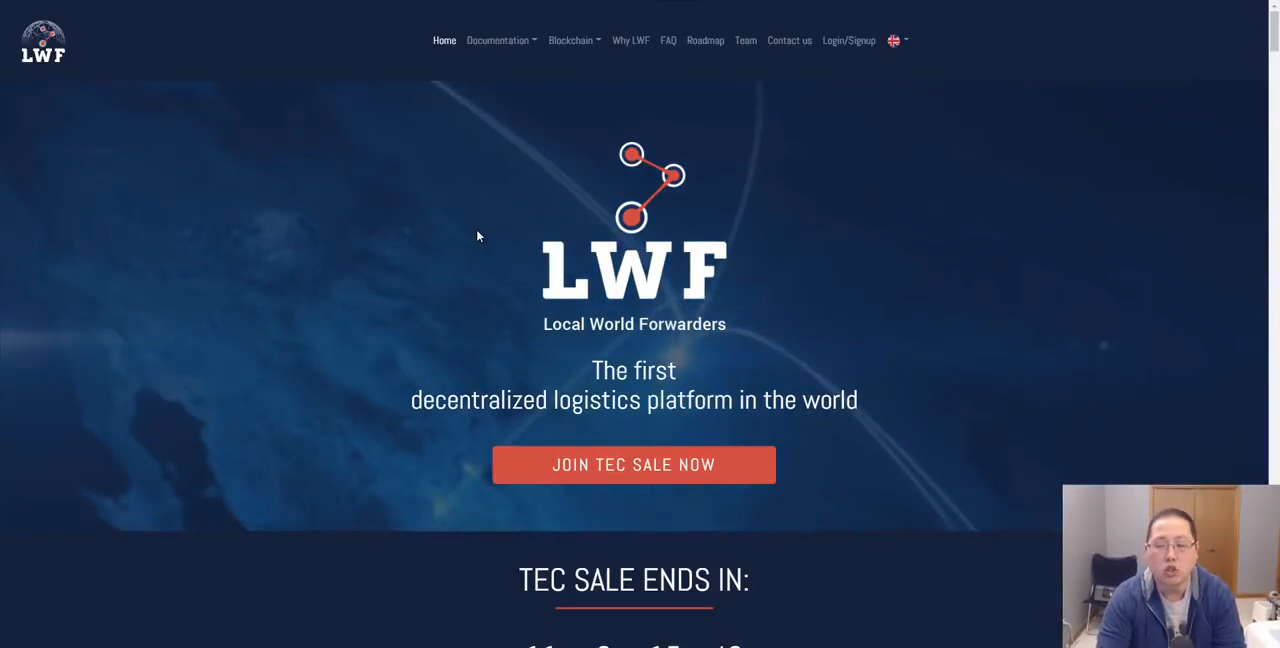 LWF
Home Documentation Blockchain Why LWF FAQ Roadmap Team Contact us Login/Signup
LWF
Local World Forwarders
The first
decentralized logistics platform in the world
JOIN TEC SALE NOW
TEC SALE ENDS IN: